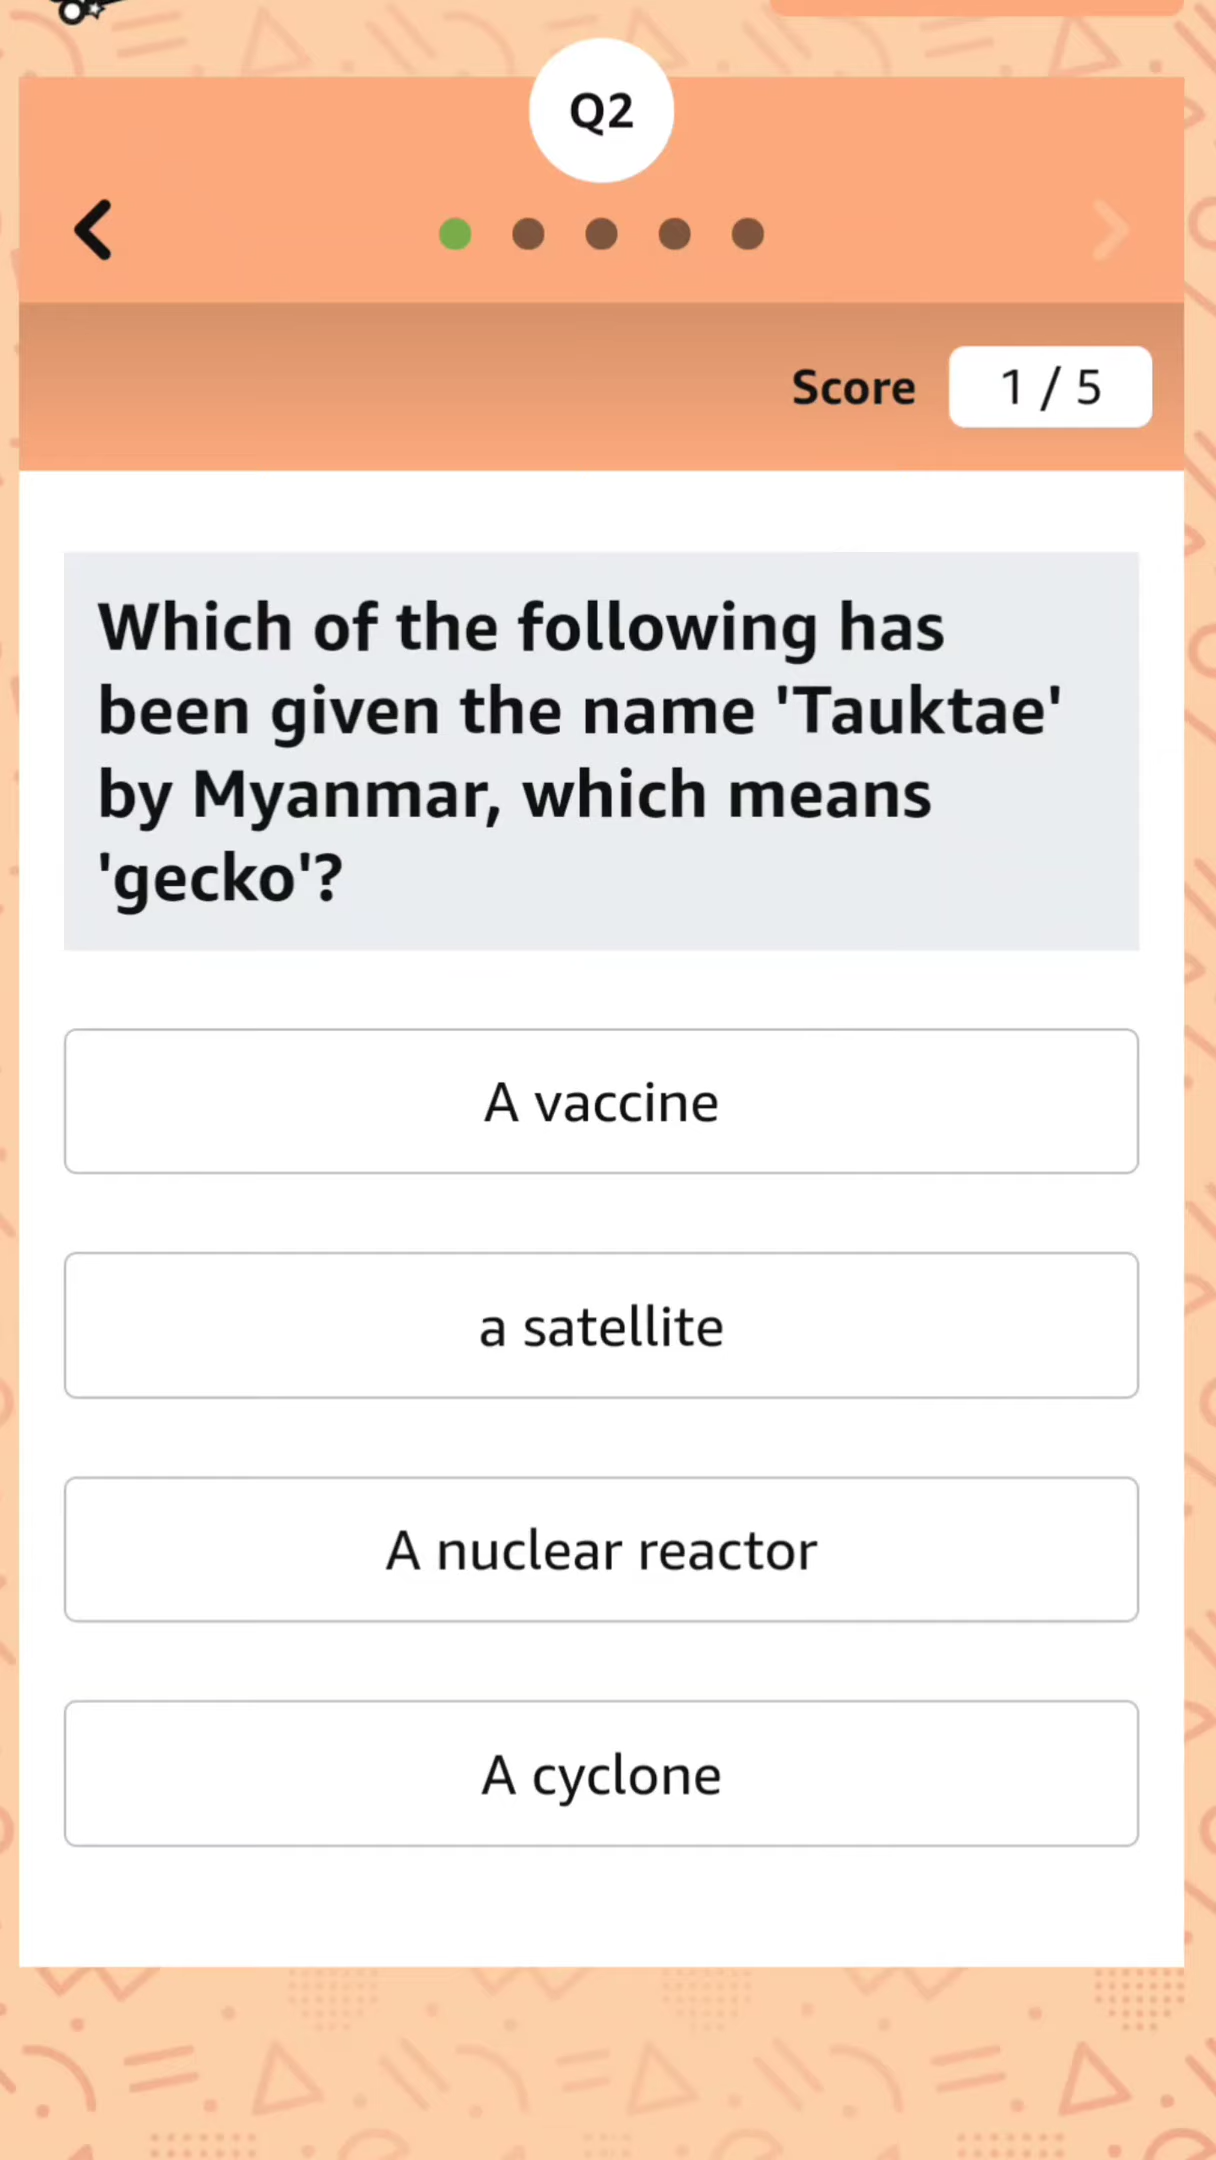 Q2
Score 1 / 5
Which of the following has
been given the name 'Tauktae'
by Myanmar, which means
'gecko'?
A vaccine
a satellite
A nuclear reactor
A cyclone